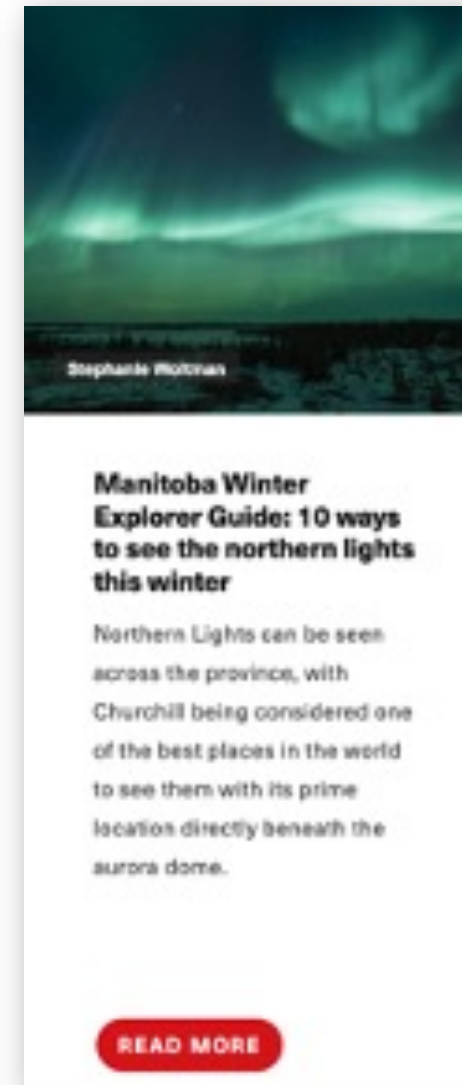 Stephanie Woltman
Manitoba Winter
Explorer Guide: 10 ways
to see the northern lights
this winter
Northern Lights can be seen
across the province, with
Churchill being considered one
of the best places in the world
to see them with its prime
location directly beneath the
aurora dome.
READ MORE